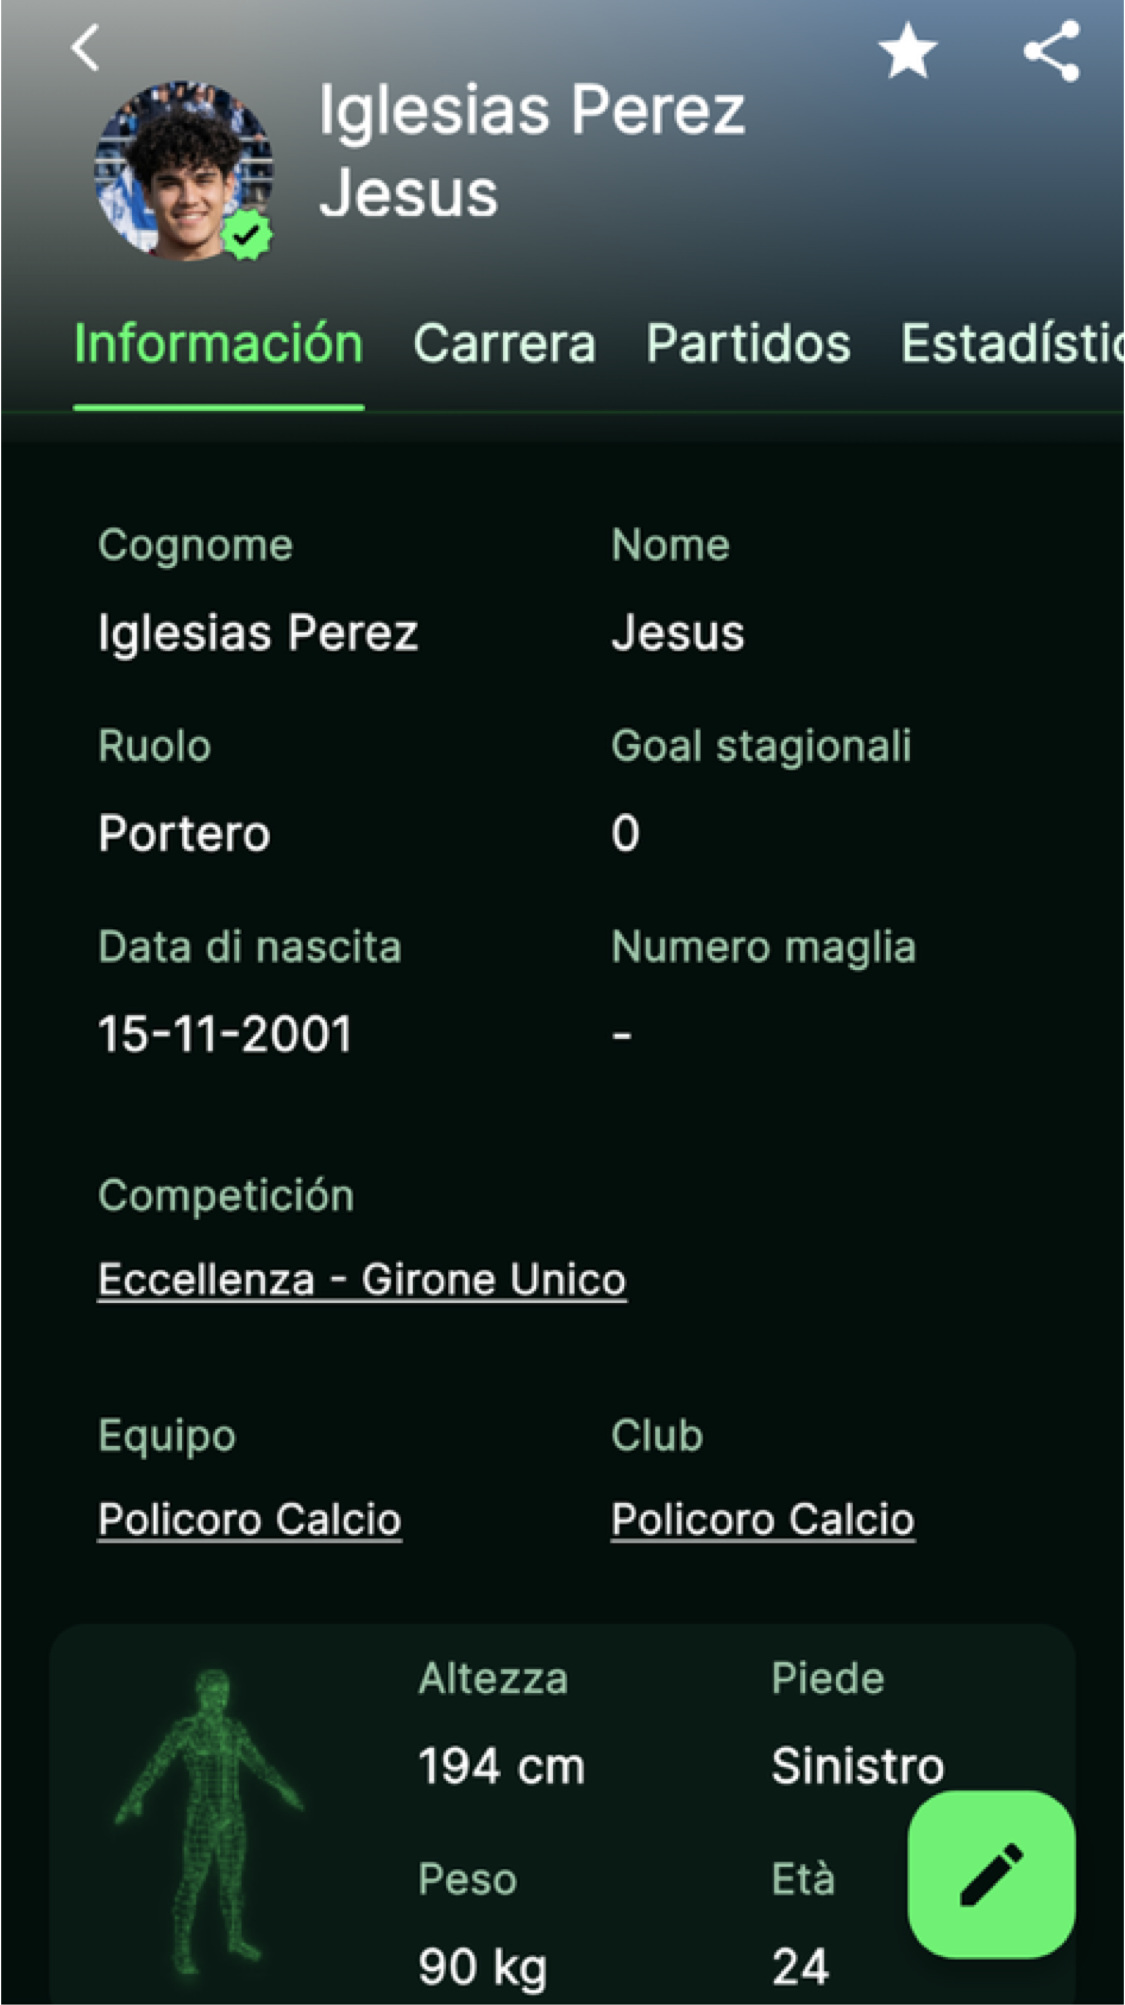 Iglesias Perez
Jesus
Información Carrera Partidos Estadístic
Cognome Nome
Iglesias Perez Jesus
Ruolo Goal stagionali
Portero 0
Data di nascita Numero maglia
15-11-2001 -
Competición
Eccellenza - Girone Unico
Equipo Club
Policoro Calcio Policoro Calcio
Altezza Piede
194 cm Sinistro
Peso Età
90 kg 24